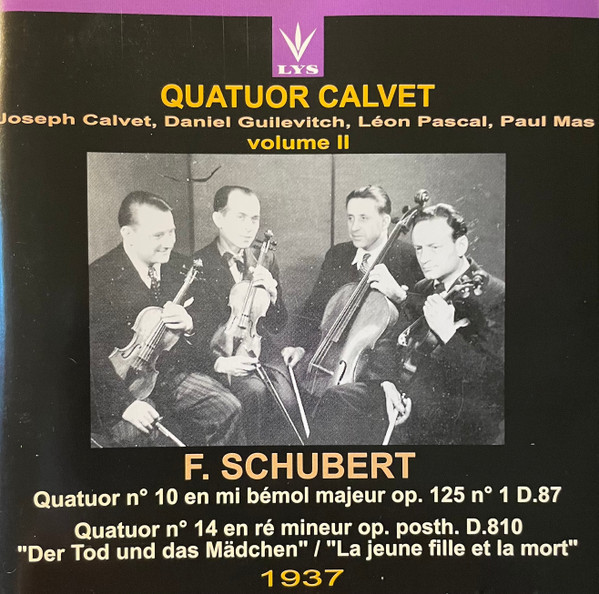 LYS
QUATUOR CALVET
Joseph Calvet, Daniel Guilevitch, Léon Pascal, Paul Mas
volume II
F. SCHUBERT
Quatuor n° 10 en mi bémol majeur op. 125 n° 1 D.87
Quatuor n° 14 en ré mineur op. posth. D.810
"Der Tod und das Mädchen" / "La jeune fille et la mort"
1937